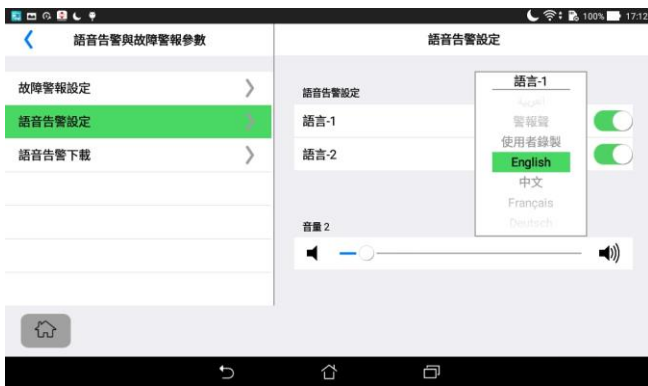 100% 17:12
語音告警與故障警報參數
語音告警設定
故障警報設定
語音告警設定
語音告警下載
語音告警設定
語言-1
語言-2
語言-1
العربية
警報聲
使用者錄製
English
中文
Français
Deutsch
音量 2